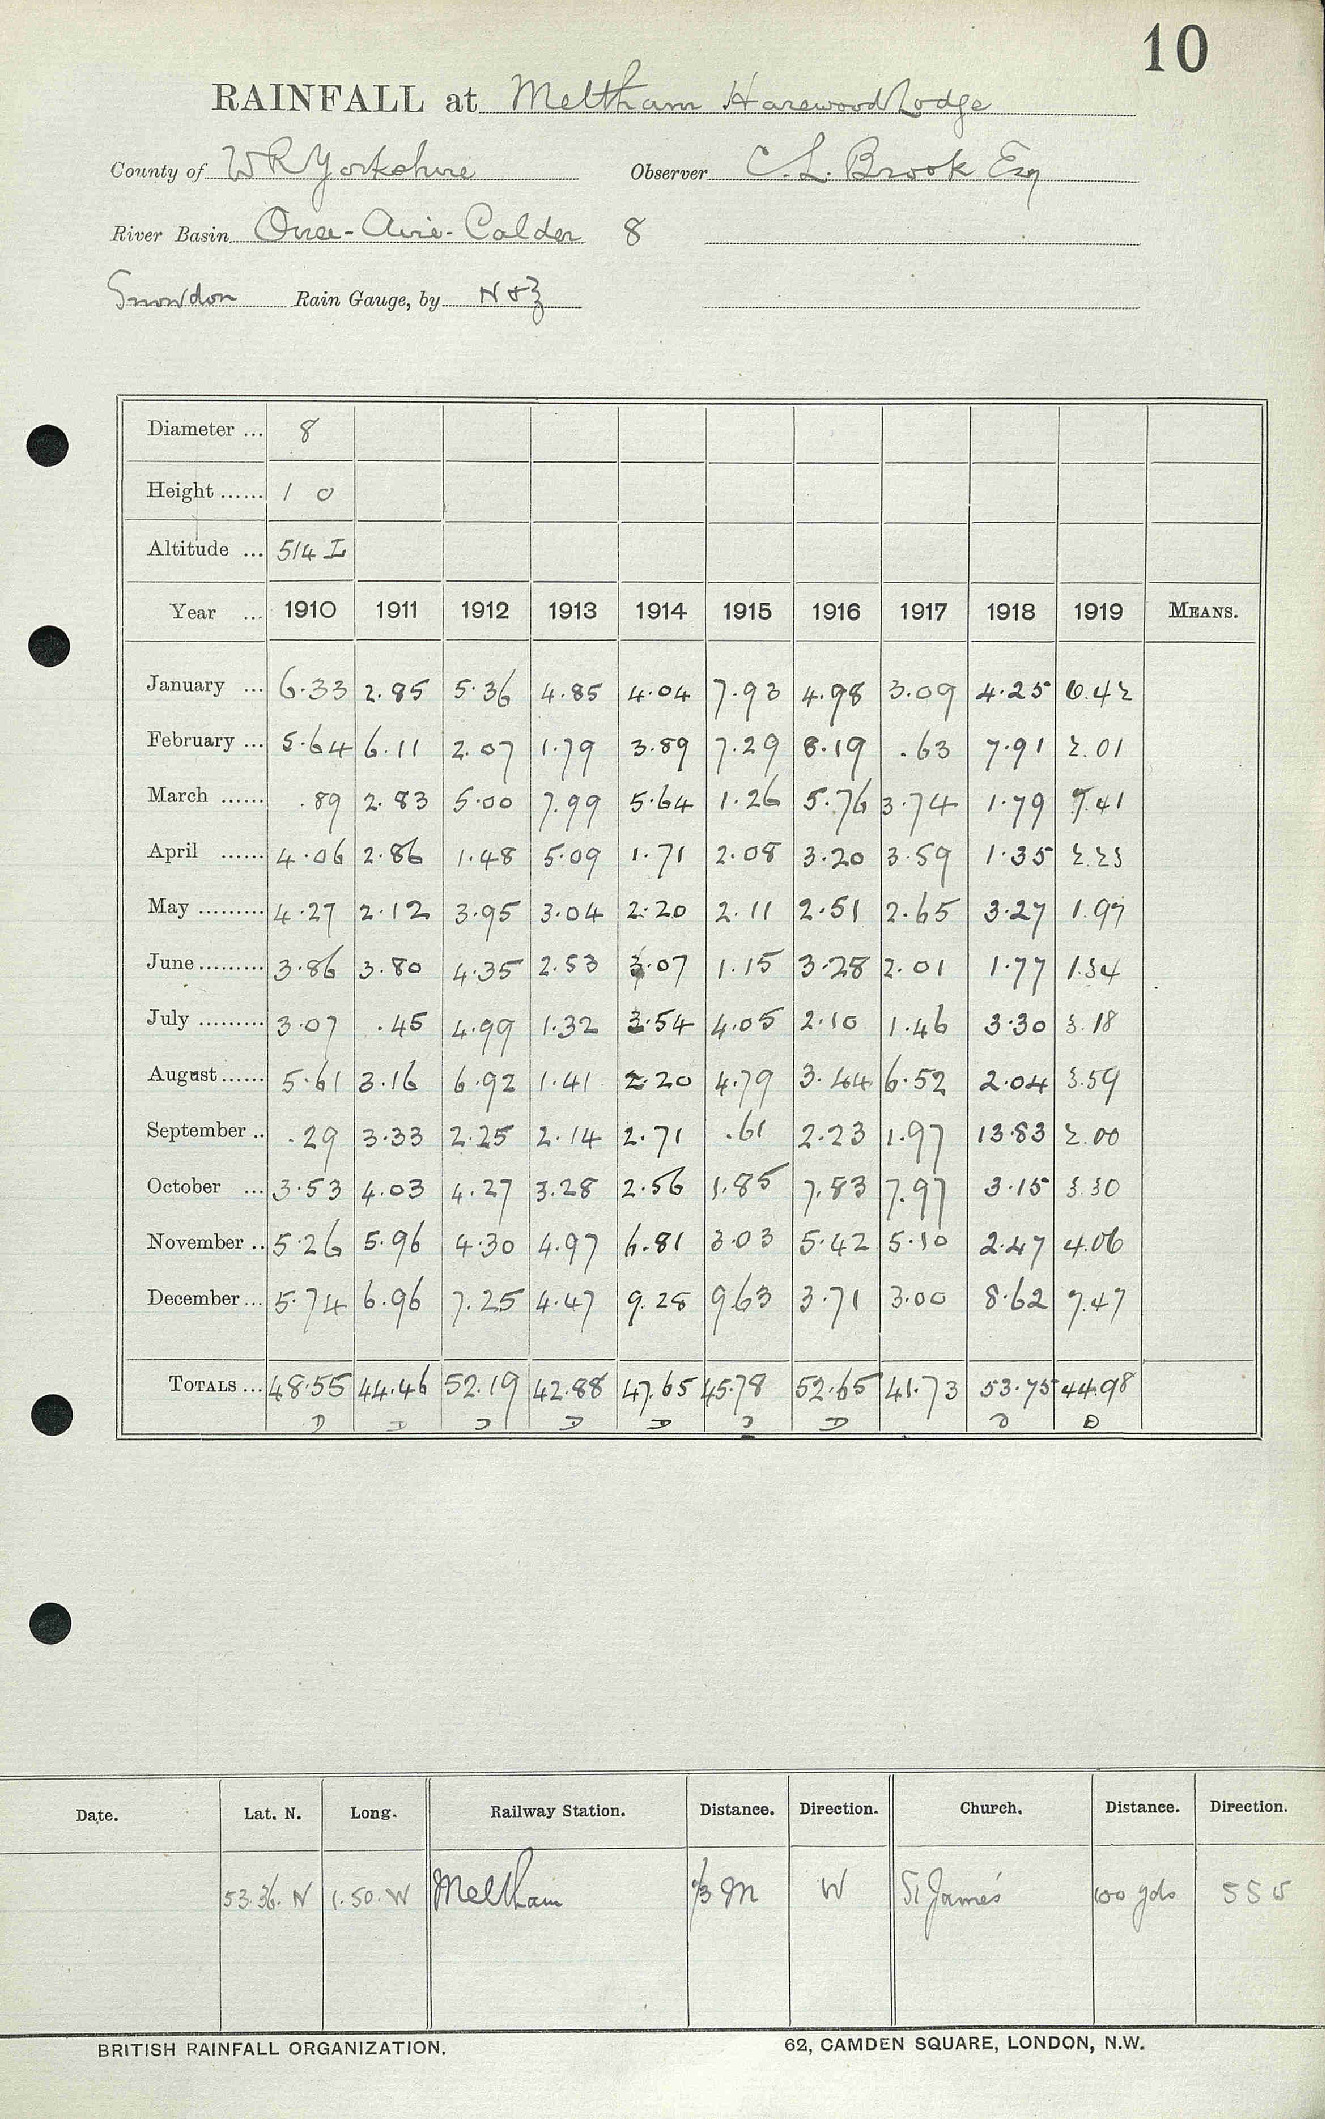 10
RAINFALL at Meltham Harewood Lodge
County of W R Yorkshire Observer C. L. Brook Esq
River Basin Ouse-Aire-Calder 8
Snowdon Rain Gauge, by N & Z
Diameter ... 8
Height ...... 1 0
Altitude ... 514 L
Year ... 1910 1911 1912 1913 1914 1915 1916 1917 1918 1919 MEANS.
January ... 6.33 2.85 5.36 4.85 4.04 7.93 4.98 3.09 4.25 6.42
February ... 5.64 6.11 2.07 1.79 3.89 7.29 8.19 .63 7.91 2.01
March ...... .89 2.83 5.00 7.99 5.64 1.26 5.76 3.74 1.79 7.41
April ...... 4.06 2.86 1.48 5.09 1.71 2.08 3.20 3.59 1.35 2.23
May ......... 4.27 2.12 3.95 3.04 2.20 2.11 2.51 2.65 3.27 1.97
June ......... 3.86 3.80 4.35 2.53 3.07 1.15 3.28 2.01 1.77 1.34
July ......... 3.07 .45 4.99 1.32 3.54 4.05 2.10 1.46 3.30 3.18
August ...... 5.61 3.16 6.92 1.41 2.20 4.79 3.44 6.52 2.04 3.59
September .. .29 3.33 2.25 2.14 2.71 .61 2.23 1.97 13.83 2.00
October ... 3.53 4.03 4.27 3.28 2.56 1.85 7.83 7.97 3.15 3.30
November .. 5.26 5.96 4.30 4.97 6.81 3.03 5.42 5.10 2.47 4.06
December ... 5.74 6.96 7.25 4.47 9.28 9.63 3.71 3.00 8.62 7.47
TOTALS ... 48.55 44.46 52.19 42.88 47.65 45.78 52.65 41.73 53.75 44.98
Date. Lat. N. Long. Railway Station. Distance. Direction. Church. Distance. Direction.
53.36.N 1.50.W Meltham 1/3 M W St James' 100 yds
BRITISH RAINFALL ORGANIZATION. 62, CAMDEN SQUARE, LONDON, N.W.